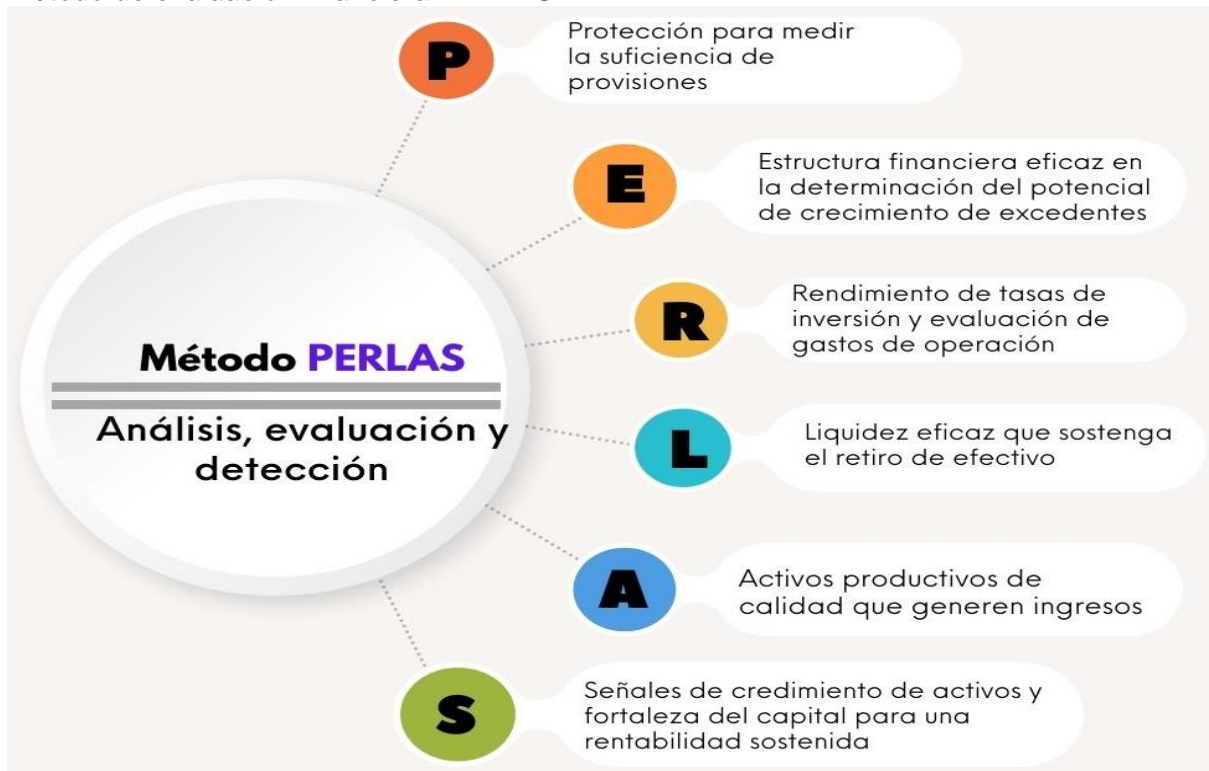 Método PERLAS
Análisis, evaluación y
detección
P
Protección para medir
la suficiencia de
provisiones
E
Estructura financiera eficaz en
la determinación del potencial
de crecimiento de excedentes
R
Rendimiento de tasas de
inversión y evaluación de
gastos de operación
L
Liquidez eficaz que sostenga
el retiro de efectivo
A
Activos productivos de
calidad que generen ingresos
S
Señales de credimiento de activos y
fortaleza del capital para una
rentabilidad sostenida